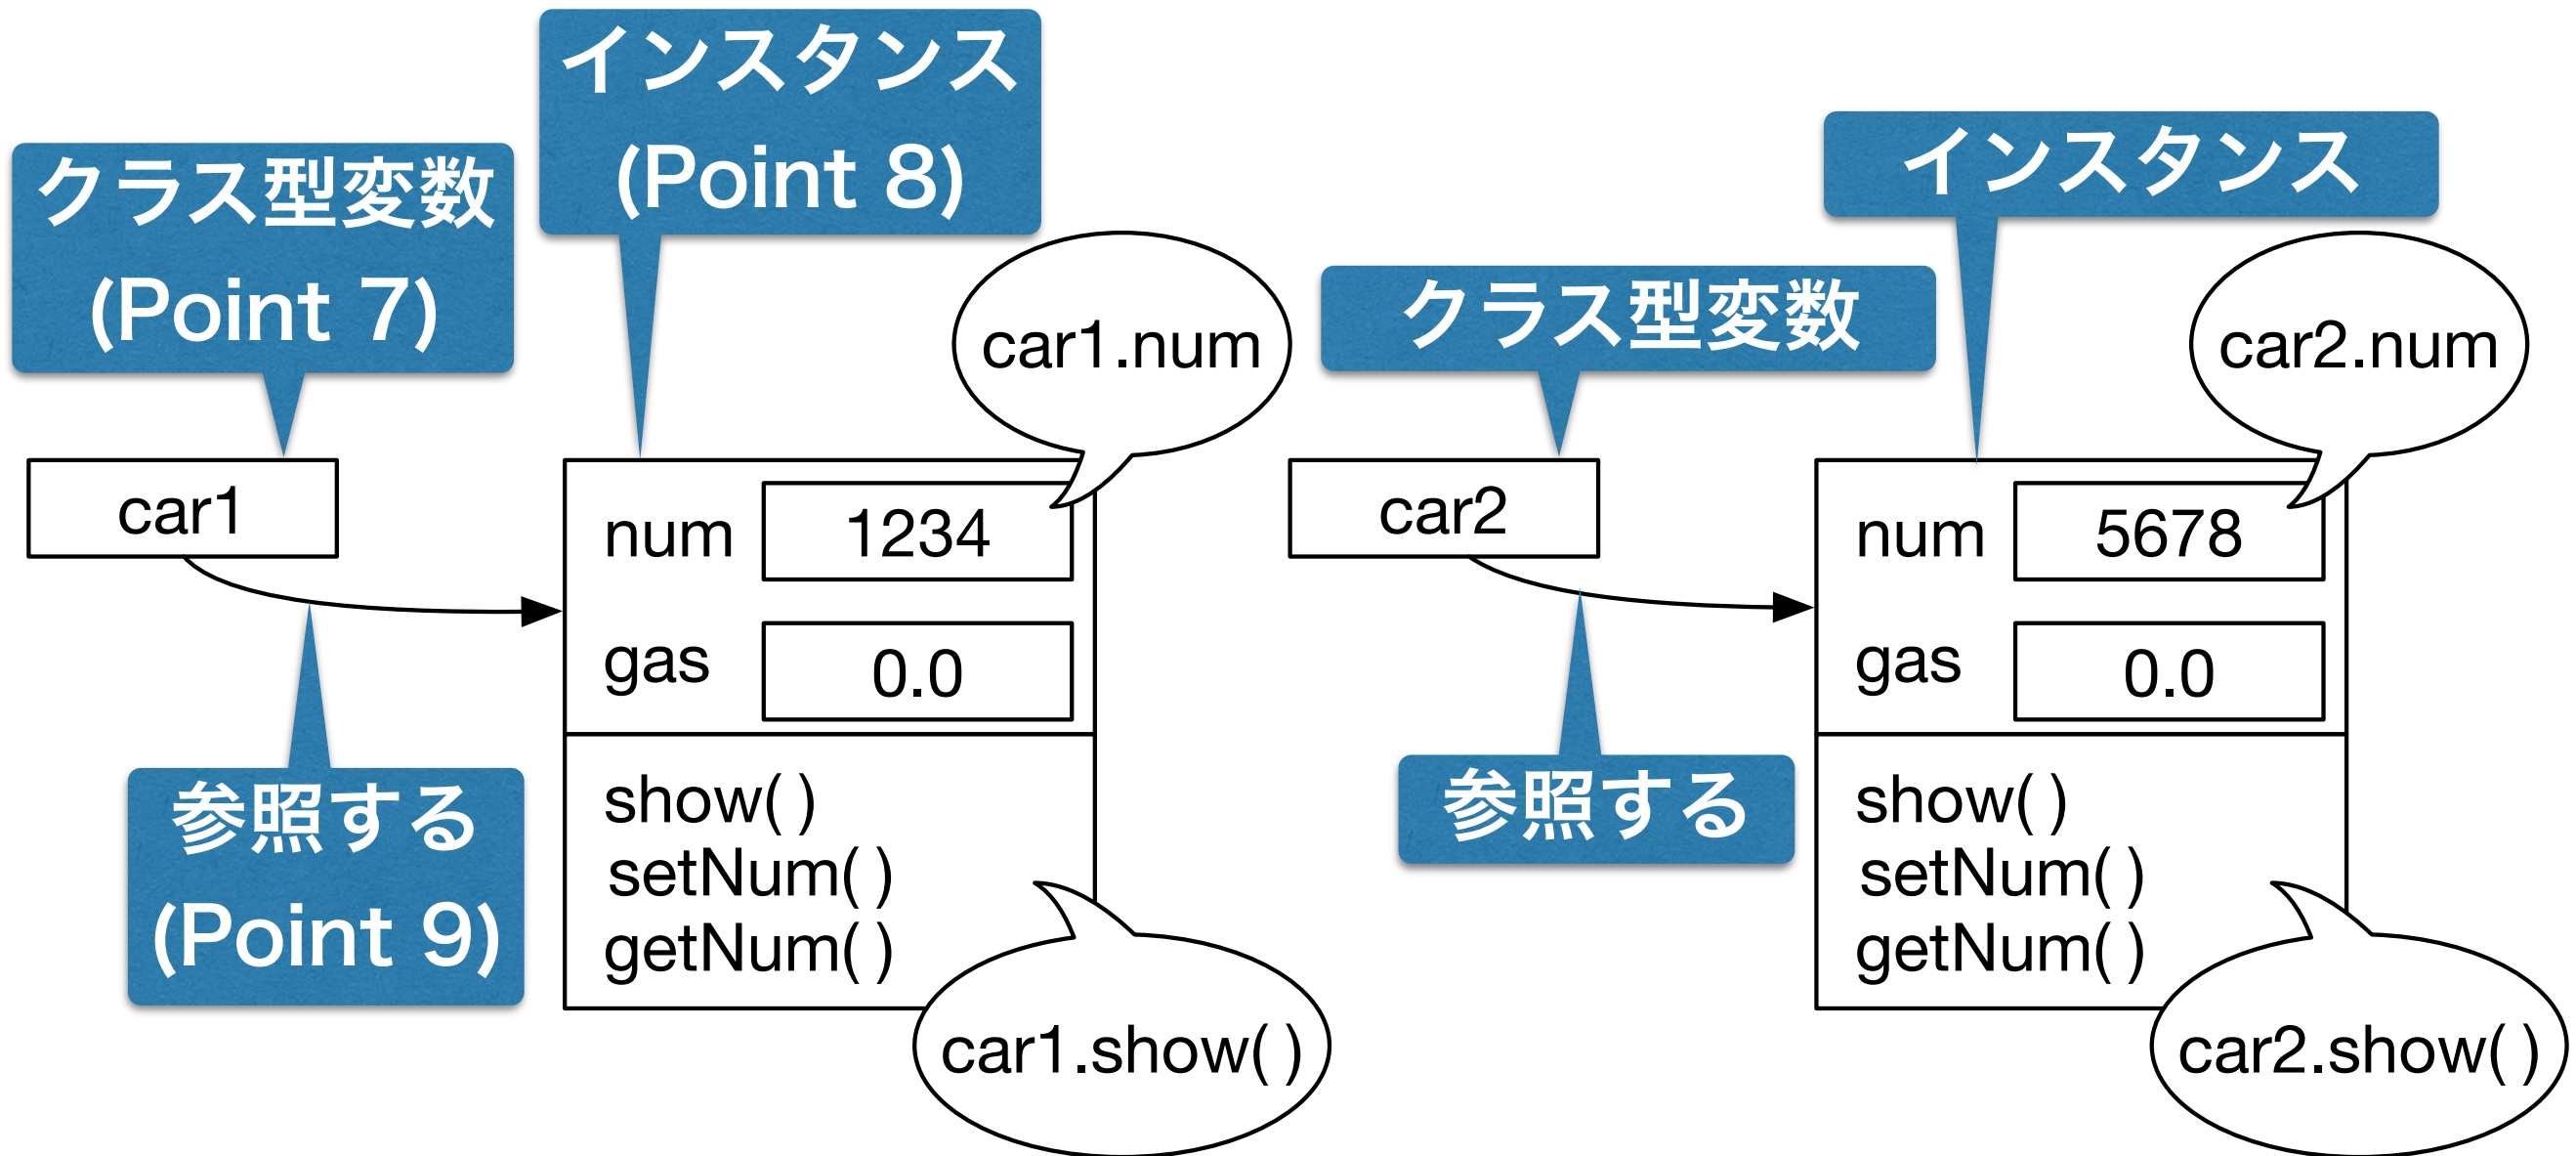 インスタンス
(Point 8)
クラス型変数
(Point 7)
car1.num
car1
num 1234
gas 0.0
show( )
setNum( )
getNum( )
参照する
(Point 9)
car1.show( )
インスタンス
クラス型変数
car2.num
car2
num 5678
gas 0.0
show( )
setNum( )
getNum( )
参照する
car2.show( )